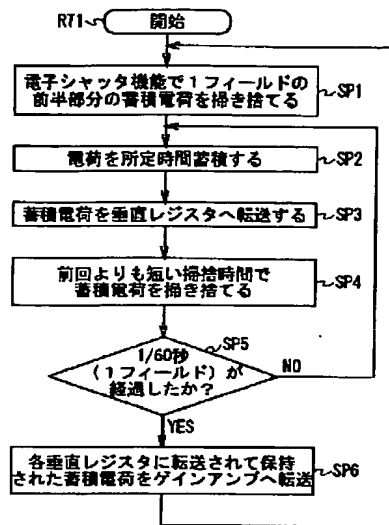 RT1
開始
電子シャッタ機能で1フィールドの
前半部分の蓄積電荷を掃き捨てる
SP1
電荷を所定時間蓄積する
SP2
蓄積電荷を垂直レジスタへ転送する
SP3
前回よりも短い掃捨時間で
蓄積電荷を掃き捨てる
SP4
SP5
1/60秒
(1フィールド)が
経過したか?
NO
YES
各垂直レジスタに転送されて保持
された蓄積電荷をゲインアンプへ転送
SP6